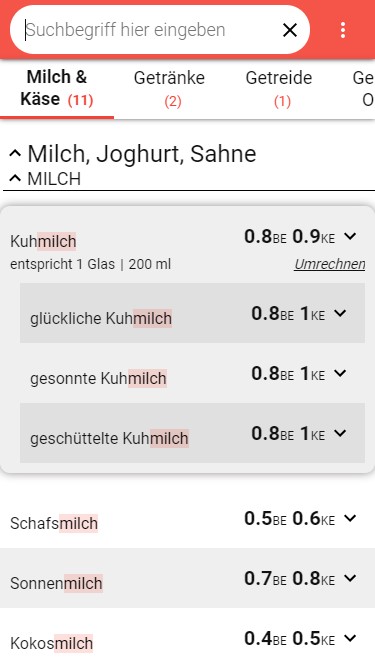 Suchbegriff hier eingeben
Milch & Käse (11)
Getränke (2)
Getreide (1)
Ge
O
Milch, Joghurt, Sahne
MILCH
Kuhmilch 0.8BE 0.9KE
entspricht 1 Glas | 200 ml Umrechnen
glückliche Kuhmilch 0.8BE 1KE
gesonnte Kuhmilch 0.8BE 1KE
geschüttelte Kuhmilch 0.8BE 1KE
Schafsmilch 0.5BE 0.6KE
Sonnenmilch 0.7BE 0.8KE
Kokosmilch 0.4BE 0.5KE